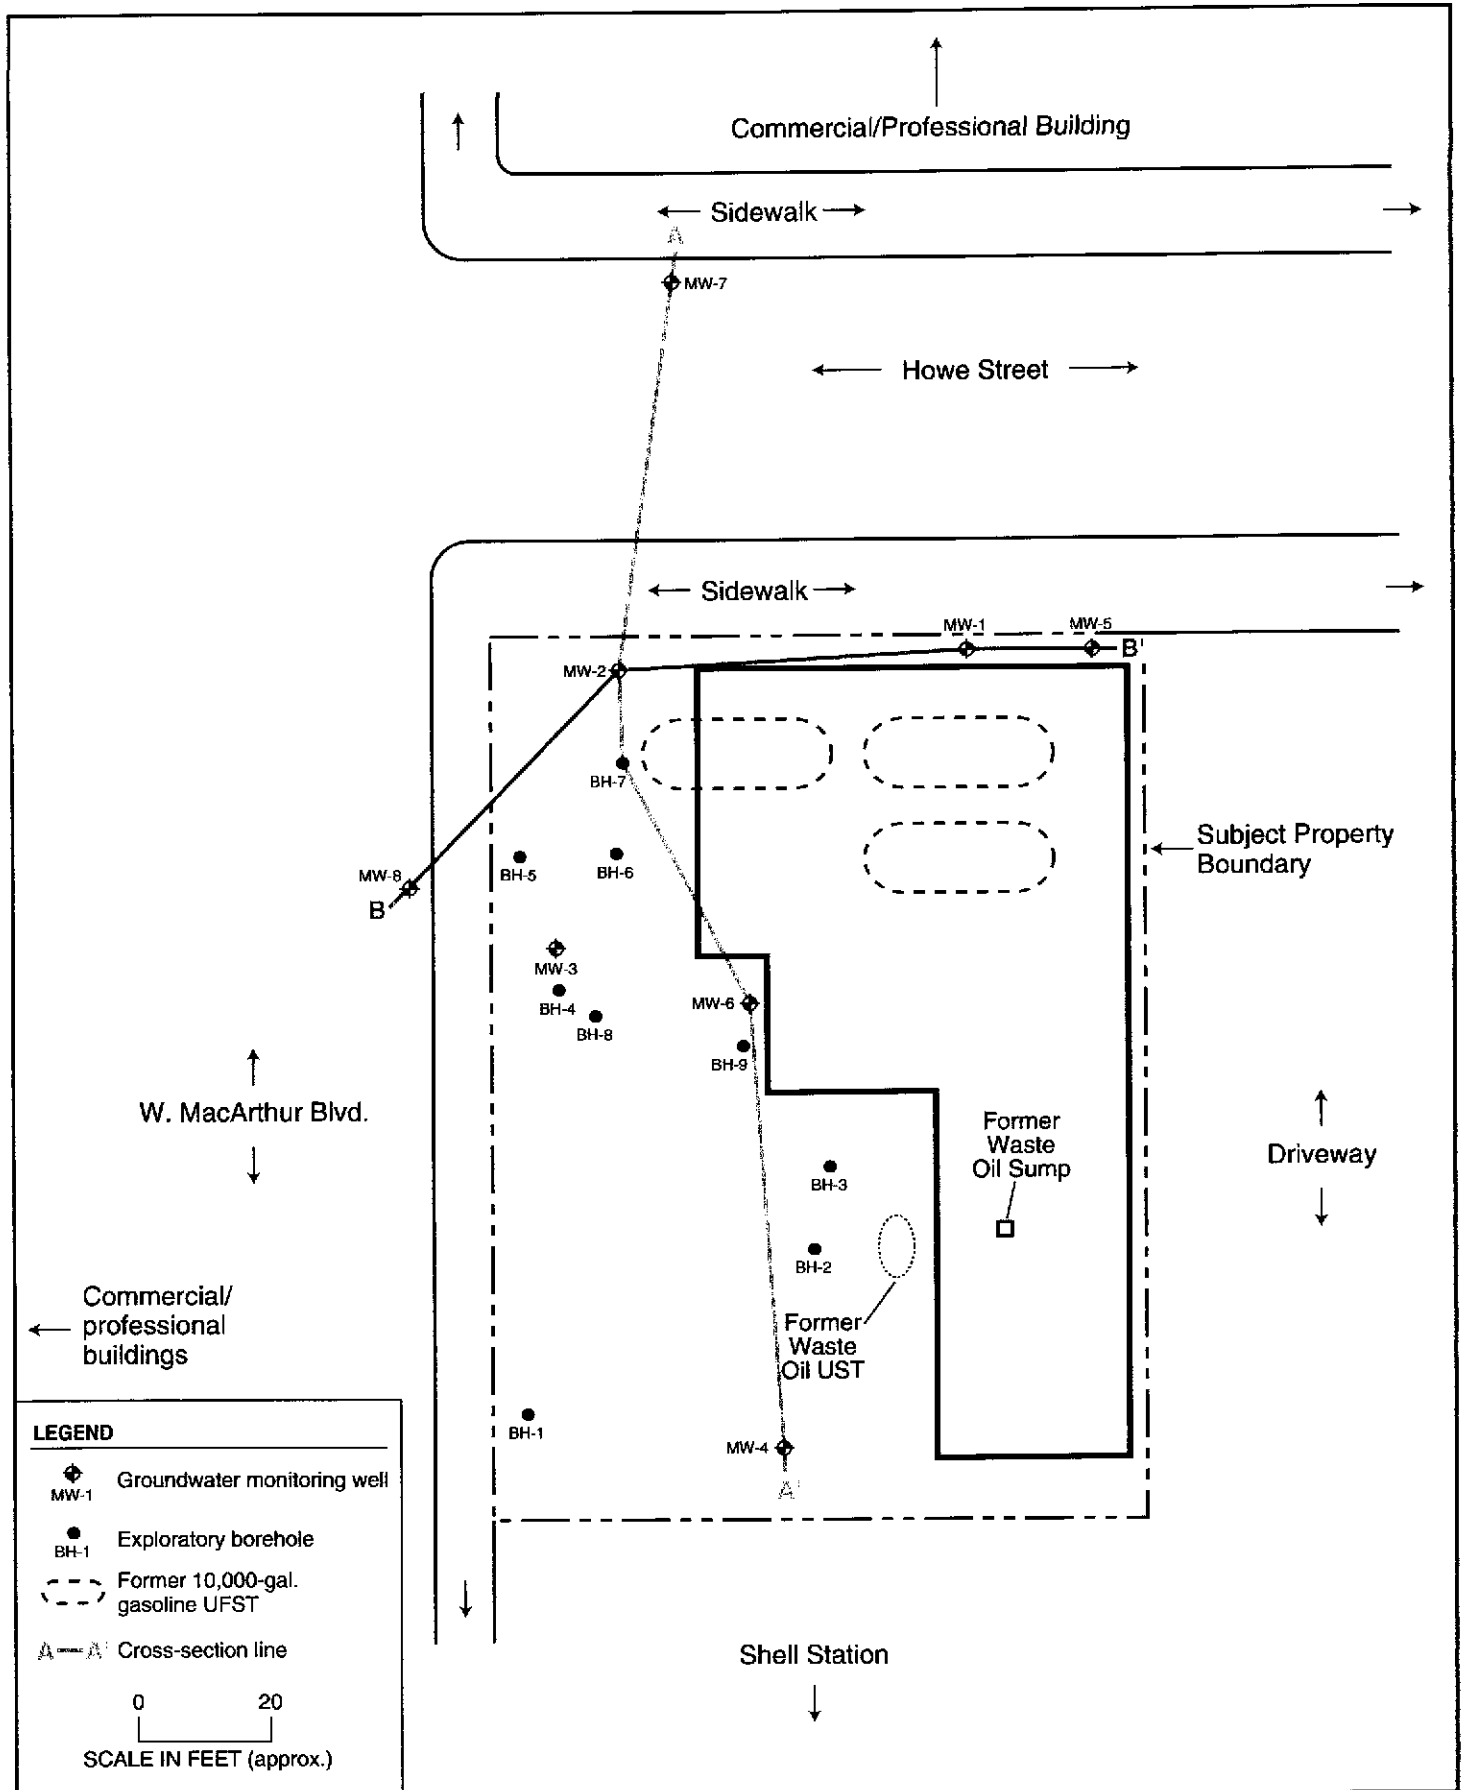 Commercial/Professional Building
Sidewalk
A
MW-7
Howe Street
Sidewalk
MW-1
MW-5
B'
MW-2
BH-7
Subject Property
Boundary
BH-5
BH-6
MW-8
B
MW-3
MW-6
BH-4
BH-8
BH-9
W. MacArthur Blvd.
Former
Waste
Oil Sump
Driveway
BH-3
BH-2
Commercial/
professional
buildings
Former
Waste
Oil UST
BH-1
MW-4
A'
LEGEND
MW-1 Groundwater monitoring well
BH-1 Exploratory borehole
Former 10,000-gal.
gasoline UFST
A A' Cross-section line
0 20
SCALE IN FEET (approx.)
Shell Station